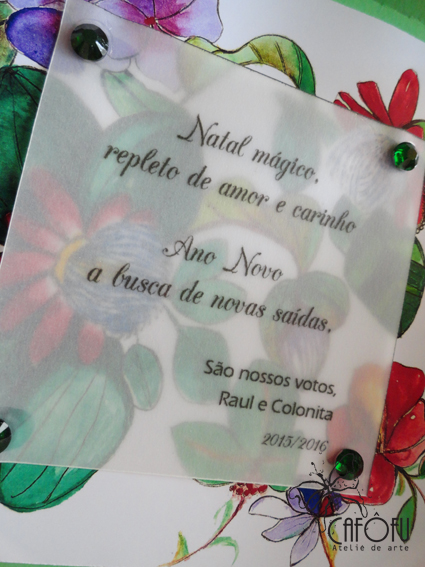 Natal mágico,
repleto de amor e carinho
Ano Novo
a busca de novas saídas,
São nossos votos,
Raul e Colonita
2015/2016
CAFÔFU
Ateliê de arte